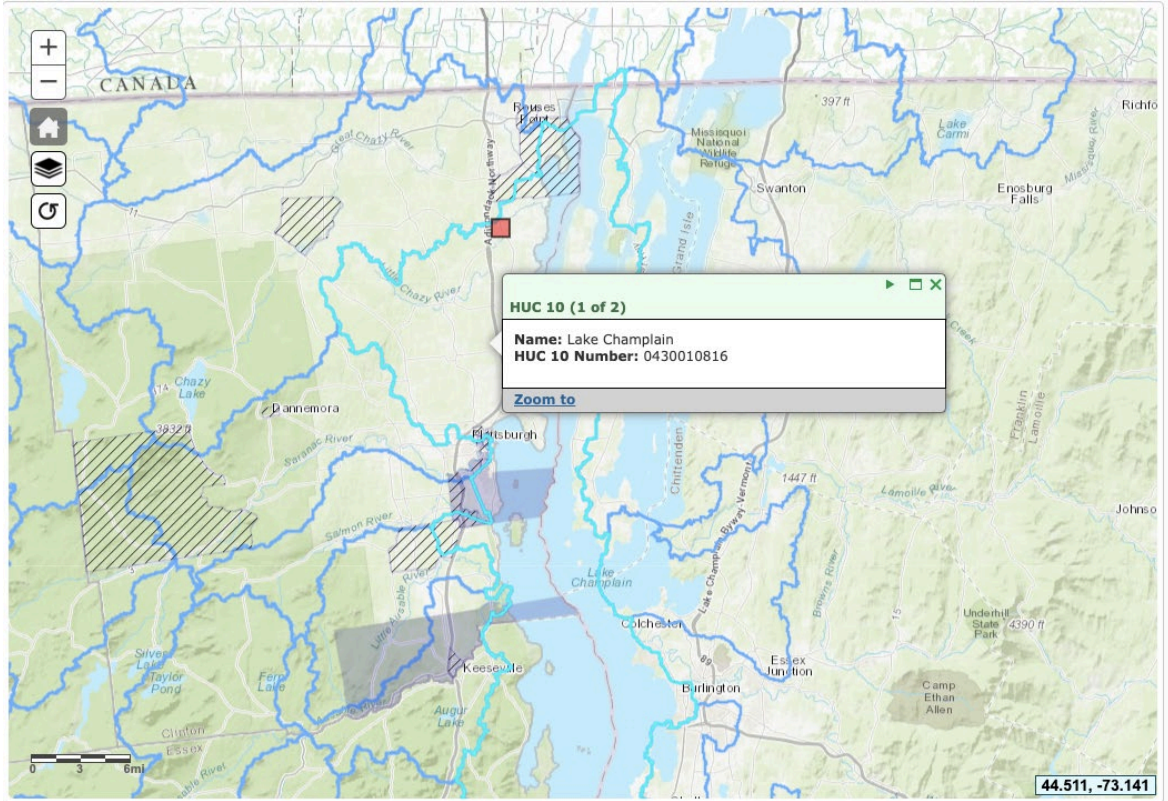 +
−
CANADA
Rouses
Point
397 ft
Richfo
Great Chazy River
Missisquoi
National
Wildlife
Refuge
Lake
Carmi
Missisquoi River
Adirondack Northway
Swanton
Enosburg
Falls
11
Grand Isle
Little Chazy River
HUC 10 (1 of 2)
Name: Lake Champlain
HUC 10 Number: 0430010816
Zoom to
Creek
Chazy
Lake
374
Dannemora
3832 ft
Saranac River
Plattsburgh
Franklin
Lamoille
Chittenden
1447 ft
Lamoille River
Johnso
Salmon River
Lake Champlain Byway-Vermont
Lake
Champlain
Little Ausable River
Browns River
15
Underhill
State
Park
4390 ft
Colchester
Silver
Lake
Taylor
Pond
Fern
Lake
Keeseville
89
Essex
Junction
Burlington
Camp
Ethan
Allen
Augur
Lake
Clinton
Essex
0 3 6mi
44.511, -73.141